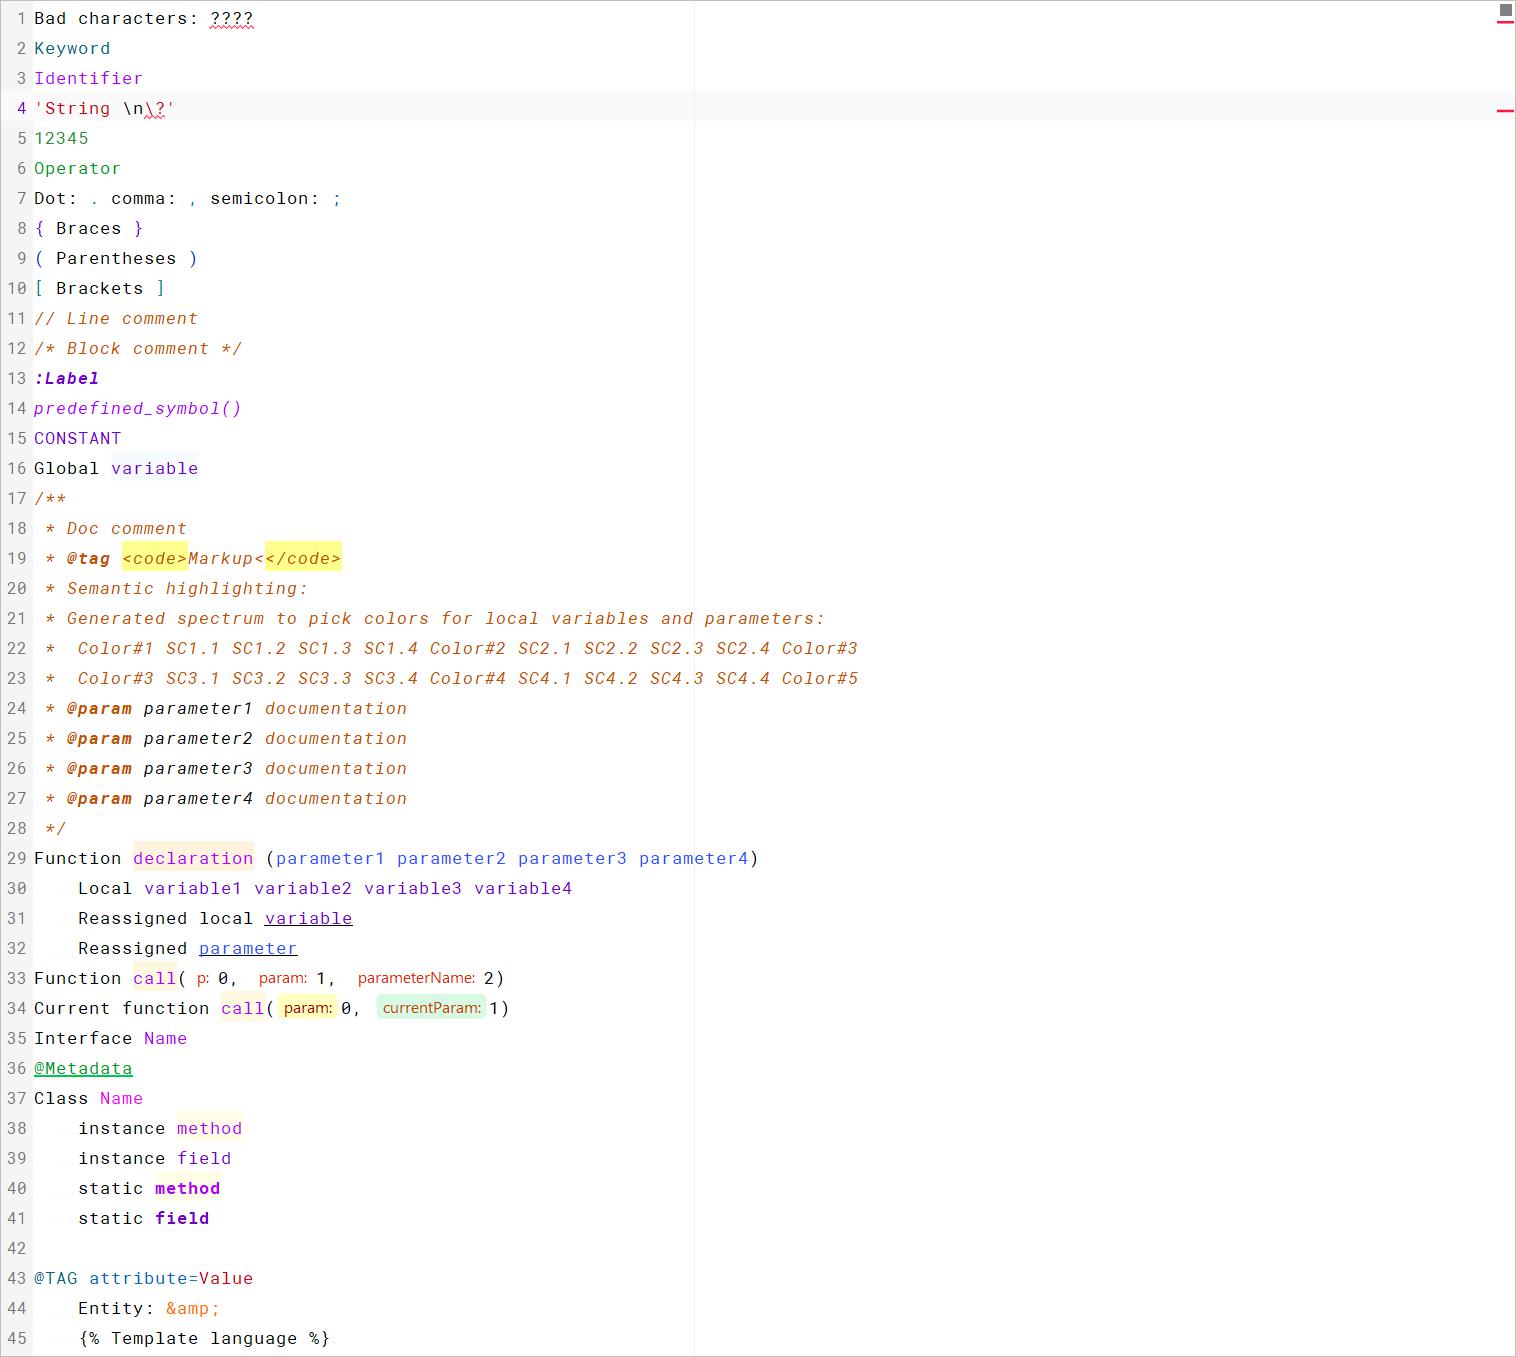 1 Bad characters: ????
2 Keyword
3 Identifier
4 'String \n\?'
5 12345
6 Operator
7 Dot: . comma: , semicolon: ;
8 { Braces }
9 ( Parentheses )
10 [ Brackets ]
11 // Line comment
12 /* Block comment */
13 :Label
14 predefined_symbol()
15 CONSTANT
16 Global variable
17 /**
18  * Doc comment
19  * @tag <code>Markup<</code>
20  * Semantic highlighting:
21  * Generated spectrum to pick colors for local variables and parameters:
22  *  Color#1 SC1.1 SC1.2 SC1.3 SC1.4 Color#2 SC2.1 SC2.2 SC2.3 SC2.4 Color#3
23  *  Color#3 SC3.1 SC3.2 SC3.3 SC3.4 Color#4 SC4.1 SC4.2 SC4.3 SC4.4 Color#5
24  * @param parameter1 documentation
25  * @param parameter2 documentation
26  * @param parameter3 documentation
27  * @param parameter4 documentation
28  */
29 Function declaration (parameter1 parameter2 parameter3 parameter4)
30     Local variable1 variable2 variable3 variable4
31     Reassigned local variable
32     Reassigned parameter
33 Function call( p: 0, param: 1, parameterName: 2)
34 Current function call( param: 0, currentParam: 1)
35 Interface Name
36 @Metadata
37 Class Name
38     instance method
39     instance field
40     static method
41     static field
42
43 @TAG attribute=Value
44     Entity: &amp;
45     {% Template language %}